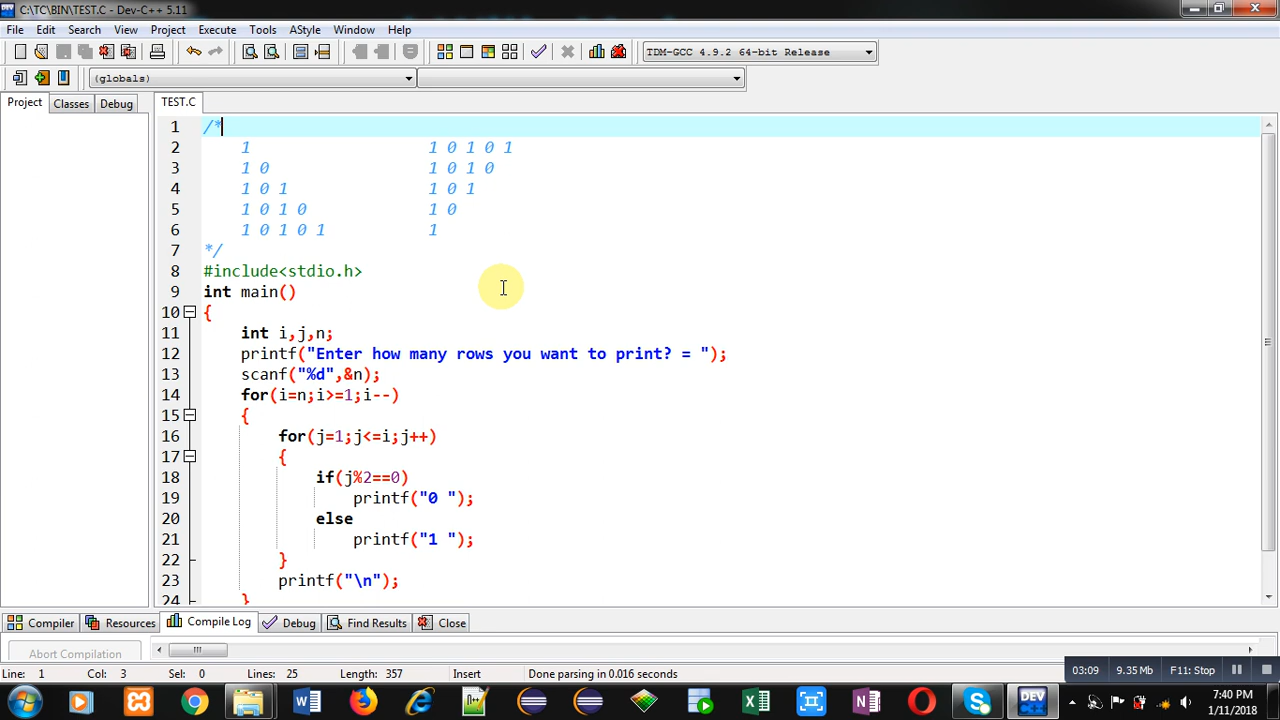 C:\TC\BIN\TEST.C - Dev-C++ 5.11
File Edit Search View Project Execute Tools AStyle Window Help
TDM-GCC 4.9.2 64-bit Release
(globals)
Project Classes Debug TEST.C
1 /*
2 1 1 0 1 0 1
3 1 0 1 0 1 0
4 1 0 1 1 0 1
5 1 0 1 0 1 0
6 1 0 1 0 1 1
7 */
8 #include<stdio.h>
9 int main()
10 {
11 int i,j,n;
12 printf("Enter how many rows you want to print? = ");
13 scanf("%d",&n);
14 for(i=n;i>=1;i--)
15 {
16 for(j=1;j<=i;j++)
17 {
18 if(j%2==0)
19 printf("0 ");
20 else
21 printf("1 ");
22 }
23 printf("\n");
24 }
Compiler Resources Compile Log Debug Find Results Close
Abort Compilation
Line: 1 Col: 3 Sel: 0 Lines: 25 Length: 357 Insert Done parsing in 0.016 seconds
03:09 9.35 Mb F11: Stop
DEV
7:40 PM
1/11/2018